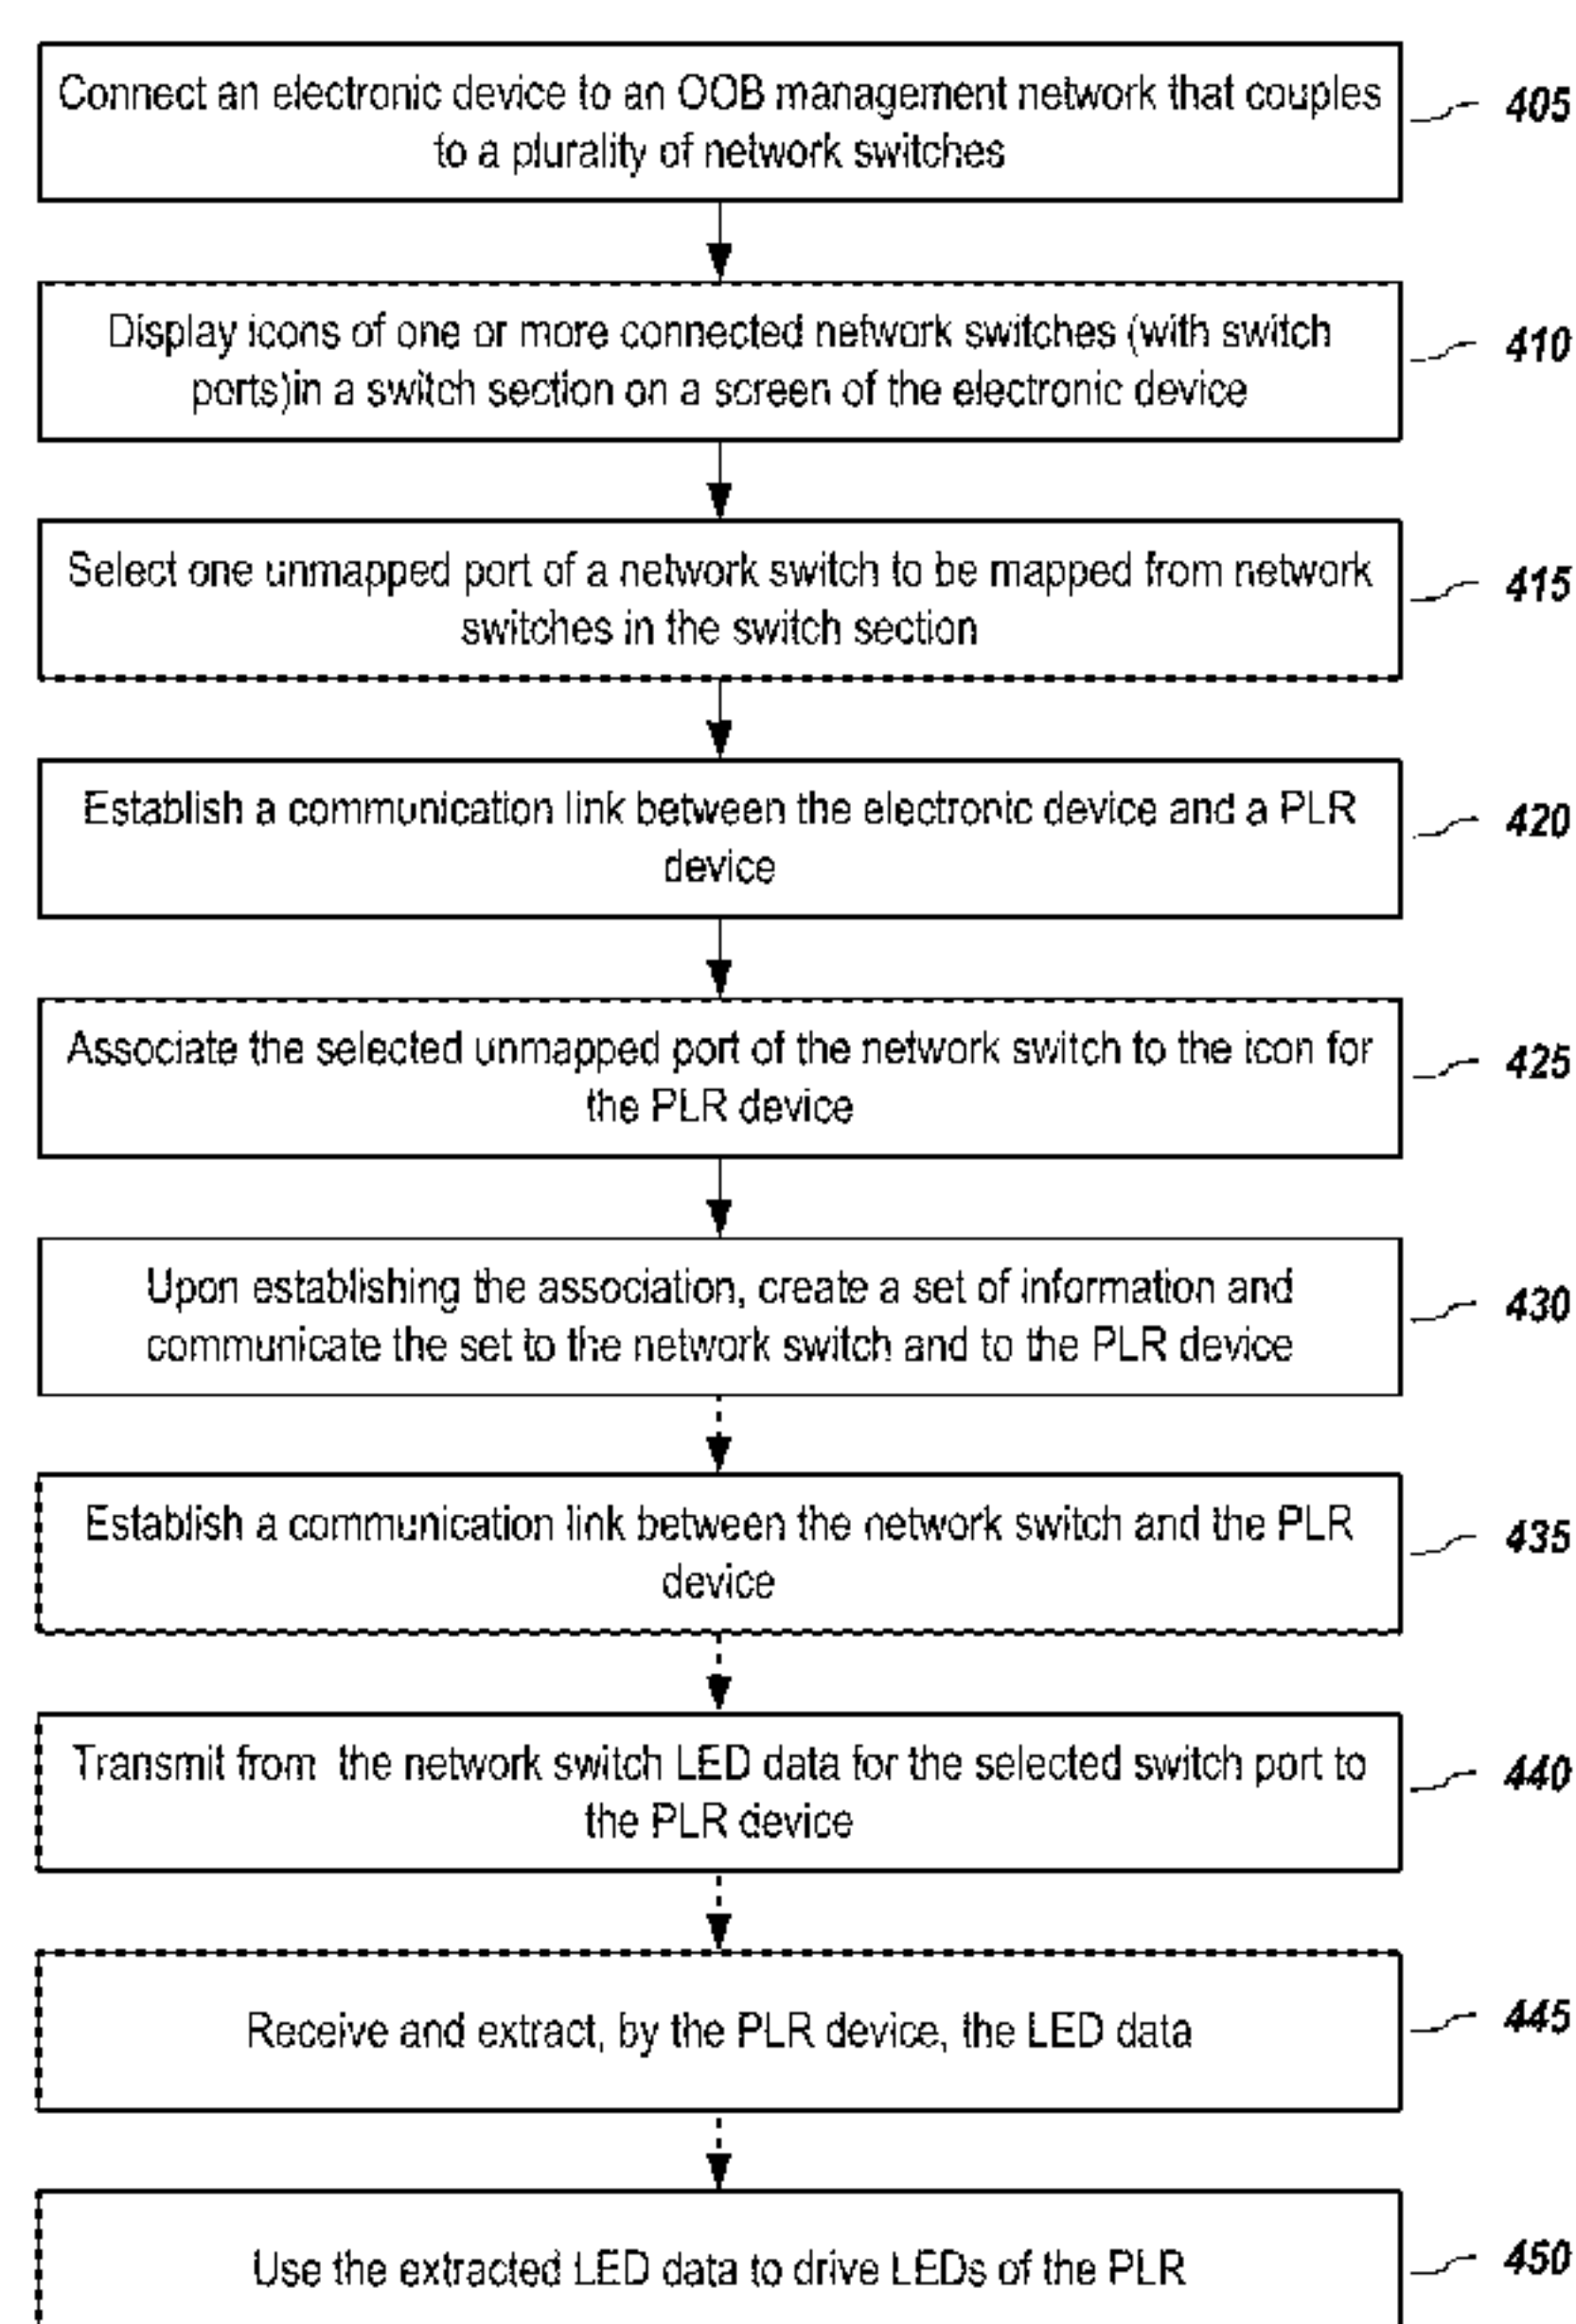 Connect an electronic device to an OOB management network that couples
to a plurality of network switches
405
Display icons of one or more connected network switches (with switch
ports)in a switch section on a screen of the electronic device
410
Select one unmapped port of a network switch to be mapped from network
switches in the switch section
415
Establish a communication link between the electronic device and a PLR
device
420
Associate the selected unmapped port of the network switch to the icon for
the PLR device
425
Upon establishing the association, create a set of information and
communicate the set to the network switch and to the PLR device
430
Establish a communication link between the network switch and the PLR
device
435
Transmit from the network switch LED data for the selected switch port to
the PLR device
440
Receive and extract, by the PLR device, the LED data
445
Use the extracted LED data to drive LEDs of the PLR
450